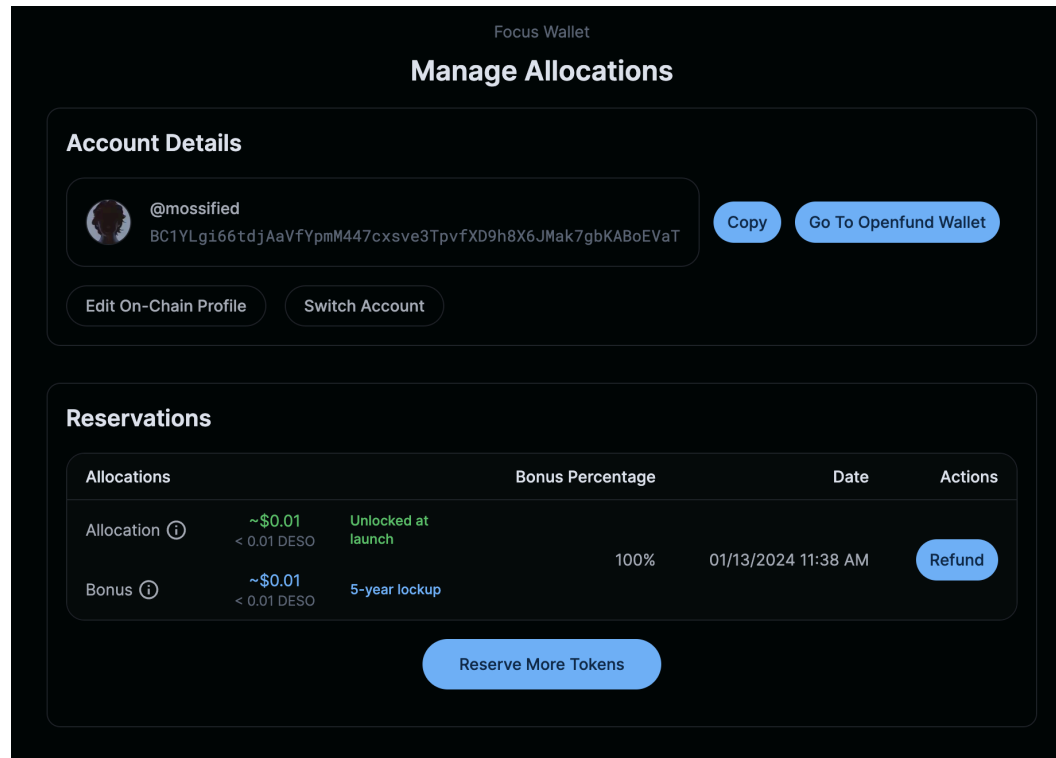 Focus Wallet
Manage Allocations
Account Details
@mossified
BC1YLgi66tdjAaVfYpmM447cxsve3TpvfXD9h8X6JMak7gbKABoEVaT
Copy
Go To Openfund Wallet
Edit On-Chain Profile
Switch Account
Reservations
Allocations Bonus Percentage Date Actions
Allocation ~$0.01 Unlocked at
< 0.01 DESO launch
100% 01/13/2024 11:38 AM Refund
Bonus ~$0.01 5-year lockup
< 0.01 DESO
Reserve More Tokens